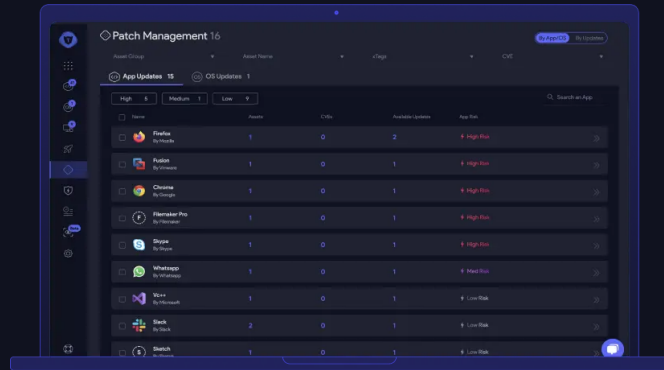 Patch Management 16
By App/OS By Updates
Asset Group Asset Name xTags CVE
App Updates 15 OS Updates 1
High 5 Medium 1 Low 9 Search an App
Name Assets CVEs Available Updates App Risk
Firefox
By Mozilla 1 0 2 High Risk
Fusion
By Vmware 1 0 1 High Risk
Chrome
By Google 1 0 1 High Risk
F Filemaker Pro
By Filemaker 1 0 1 High Risk
Skype
By Skype 1 0 1 High Risk
Whatsapp
By Whatsapp 1 0 1 Med Risk
Vc++
By Microsoft 1 0 1 Low Risk
Slack
By Slack 2 0 1 Low Risk
S Sketch
1 0 1 Low Risk
Beta